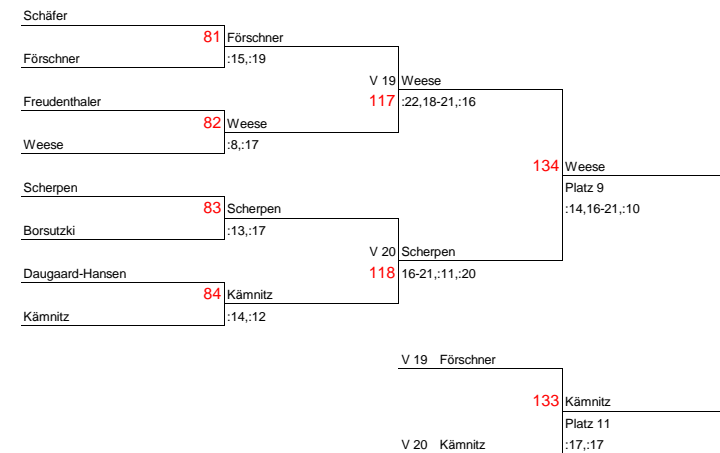 Schäfer
81 Förschner
Förschner :15,:19
V 19 Weese
Freudenthaler 117 :22,18-21,:16
82 Weese
Weese :8,:17
134 Weese
Scherpen Platz 9
83 Scherpen :14,16-21,:10
Borsutzki :13,:17
V 20 Scherpen
Daugaard-Hansen 118 16-21,:11,:20
84 Kämnitz
Kämnitz :14,:12
V 19 Förschner
133 Kämnitz
Platz 11
V 20 Kämnitz :17,:17